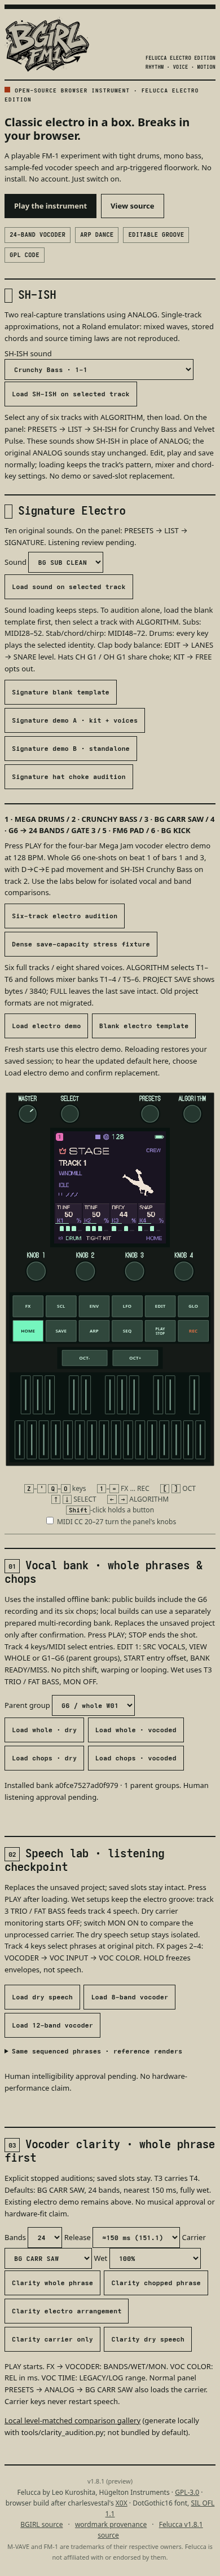 BGIRL FM
FELUCCA ELECTRO EDITION
RHYTHM · VOICE · MOTION
OPEN-SOURCE BROWSER INSTRUMENT · FELUCCA ELECTRO
EDITION
Classic electro in a box. Breaks in
your browser.
A playable FM-1 experiment with tight drums, mono bass,
sample-fed vocoder speech and arp-triggered floorwork. No
install. No account. Just switch on.
Play the instrument
View source
24-BAND VOCODER
ARP DANCE
EDITABLE GROOVE
GPL CODE
SH-ISH
Two real-capture translations using ANALOG. Single-track
approximations, not a Roland emulator: mixed waves, stored
chords and source timing laws are not reproduced.
SH-ISH sound
Crunchy Bass · 1-1
Load SH-ISH on selected track
Select any of six tracks with ALGORITHM, then load. On the
panel: PRESETS → LIST → SH-ISH for Crunchy Bass and Velvet
Pulse. These sounds show SH-ISH in place of ANALOG; the
original ANALOG sounds stay unchanged. Edit, play and save
normally; loading keeps the track's pattern, mixer and chord-
key settings. No demo or saved-slot replacement.
Signature Electro
Ten original sounds. On the panel: PRESETS → LIST →
SIGNATURE. Listening review pending.
Sound
BG SUB CLEAN
Load sound on selected track
Sound loading keeps steps. To audition alone, load the blank
template first, then select a track with ALGORITHM. Subs:
MIDI28–52. Stab/chord/chirp: MIDI48–72. Drums: every key
plays the selected identity. Clap body balance: EDIT → LANES
→ SNARE level. Hats CH G1 / OH G1 share choke; KIT → FREE
opts out.
Signature blank template
Signature demo A · kit + voices
Signature demo B · standalone
Signature hat choke audition
1 · MEGA DRUMS / 2 · CRUNCHY BASS / 3 · BG CARR SAW / 4
· G6 → 24 BANDS / GATE 3 / 5 · FM6 PAD / 6 · BG KICK
Press PLAY for the four-bar Mega Jam vocoder electro demo
at 128 BPM. Whole G6 one-shots on beat 1 of bars 1 and 3,
with D→C→E pad movement and SH-ISH Crunchy Bass on
track 2. Use the labs below for isolated vocal and band
comparisons.
Six-track electro audition
Dense save-capacity stress fixture
Six full tracks / eight shared voices. ALGORITHM selects T1–
T6 and follows mixer banks T1–T4 / T5–T6. PROJECT SAVE shows
bytes / 3840; FULL leaves the last save intact. Old project
formats are not migrated.
Load electro demo
Blank electro template
Fresh starts use this electro demo. Reloading restores your
saved session; to hear the updated default here, choose
Load electro demo and confirm replacement.
MASTER
SELECT
PRESETS
ALGORITHM
1
128
STAGE
CREW
TRACK 1
WINDMILL
IDLE
TUNE
50
TONE
50
DECY
44
SNAP
50
DRUM TIGHT KIT
HOME
KNOB 1
KNOB 2
KNOB 3
KNOB 4
FX
SCL
ENV
LFO
EDIT
GLO
HOME
SAVE
ARP
SEQ
PLAY
STOP
REC
OCT-
OCT+
Z–' Q–O keys 1–= FX … REC [ ] OCT
↑ ↓ SELECT ← → ALGORITHM
Shift-click holds a button
MIDI CC 20–27 turn the panel's knobs
01 Vocal bank · whole phrases &
chops
Uses the installed offline bank: public builds include the G6
recording and its six chops; local builds can use a separately
prepared multi-recording bank. Replaces the unsaved project
only after confirmation. Press PLAY; STOP ends the shot.
Track 4 keys/MIDI select entries. EDIT 1: SRC VOCALS, VIEW
WHOLE or G1–G6 (parent groups), START entry offset, BANK
READY/MISS. No pitch shift, warping or looping. Wet uses T3
TRIO / FAT BASS, MON OFF.
Parent group
G6 / whole W01
Load whole · dry
Load whole · vocoded
Load chops · dry
Load chops · vocoded
Installed bank a0fce7527ad0f979 · 1 parent groups. Human
listening approval pending.
02 Speech lab · listening
checkpoint
Replaces the unsaved project; saved slots stay intact. Press
PLAY after loading. Wet setups keep the electro groove: track
3 TRIO / FAT BASS feeds track 4 speech. Dry carrier
monitoring starts OFF; switch MON ON to compare the
unprocessed carrier. The dry speech setup stays isolated.
Track 4 keys select phrases at original pitch. FX pages 2–4:
VOCODER → VOC INPUT → VOC COLOR. HOLD freezes
envelopes, not speech.
Load dry speech
Load 8-band vocoder
Load 12-band vocoder
Same sequenced phrases · reference renders
Human intelligibility approval pending. No hardware-
performance claim.
03 Vocoder clarity · whole phrase
first
Explicit stopped auditions; saved slots stay. T3 carries T4.
Defaults: BG CARR SAW, 24 bands, nearest 150 ms, fully wet.
Existing electro demo remains above. No musical approval or
hardware-fit claim.
Bands 24 Release ≈150 ms (151.1) Carrier
BG CARR SAW Wet 100%
Clarity whole phrase
Clarity chopped phrase
Clarity electro arrangement
Clarity carrier only
Clarity dry speech
PLAY starts. FX → VOCODER: BANDS/WET/MON. VOC COLOR:
REL in ms. VOC TIME: LEGACY/LOG range. Normal panel
PRESETS → ANALOG → BG CARR SAW also loads the carrier.
Carrier keys never restart speech.
Local level-matched comparison gallery (generate locally
with tools/clarity_audition.py; not bundled by default).
v1.8.1 (preview)
Felucca by Leo Kuroshita, Hügelton Instruments · GPL-3.0 ·
browser build after charlesvestal's X0X · DotGothic16 font, SIL OFL
1.1
BGIRL source · wordmark provenance · Felucca v1.8.1
source
M-VAVE and FM-1 are trademarks of their respective owners. Felucca is
not affiliated with or endorsed by them.